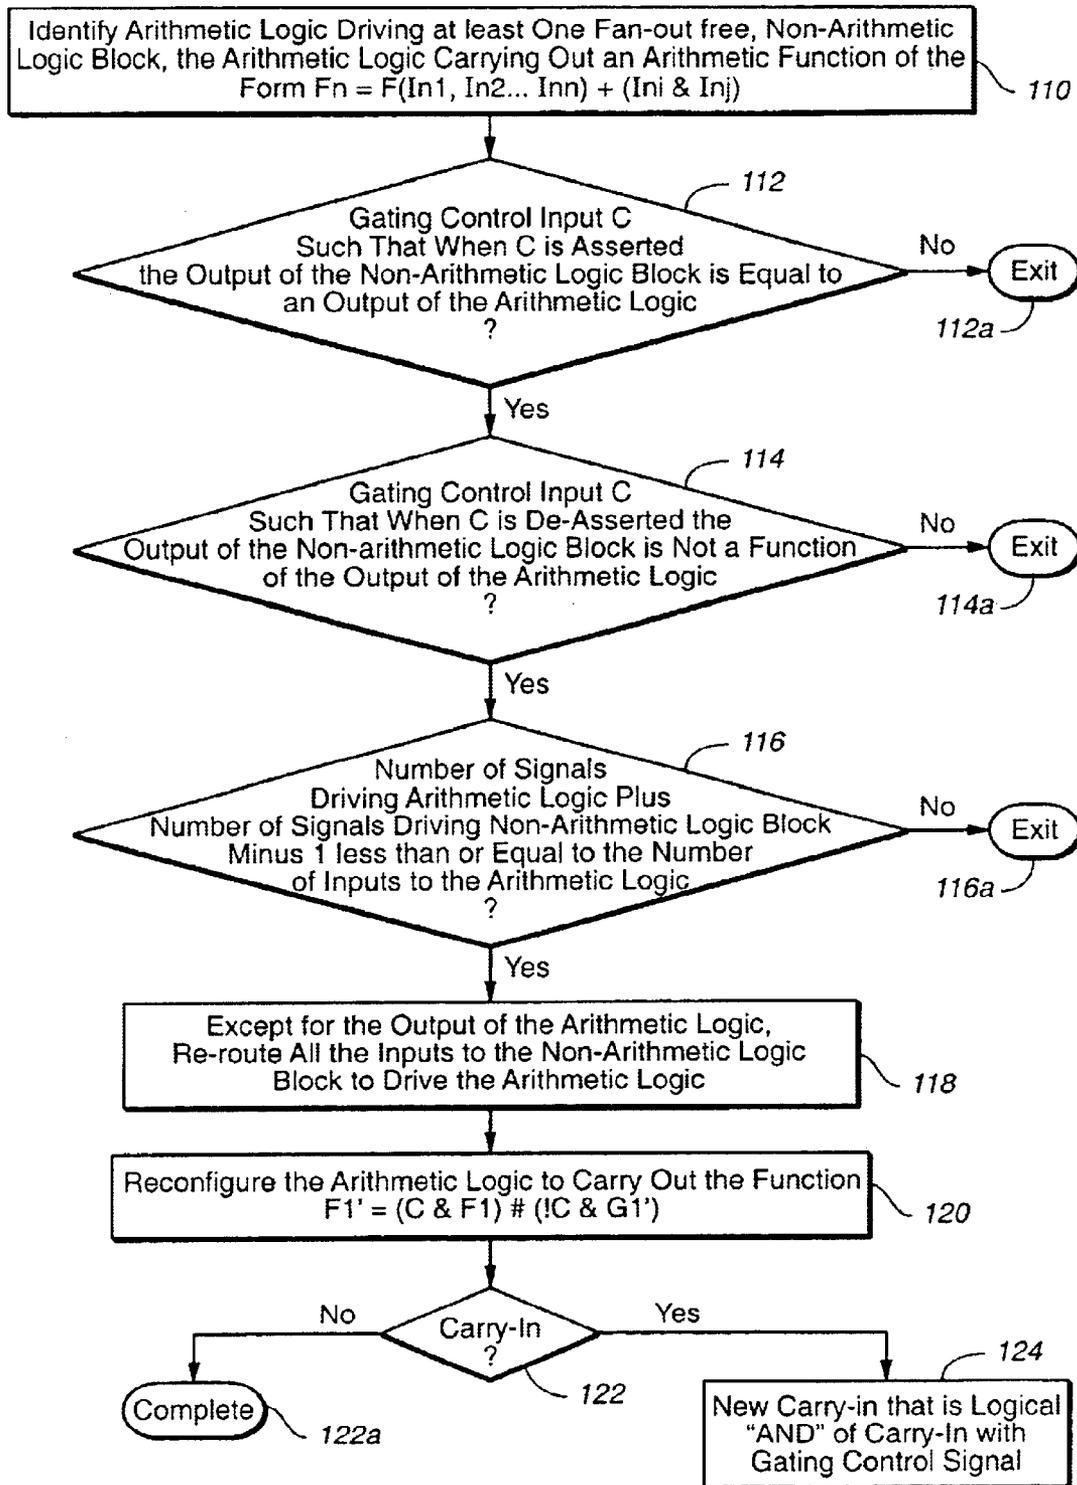 Identify Arithmetic Logic Driving at least One Fan-out free, Non-Arithmetic
Logic Block, the Arithmetic Logic Carrying Out an Arithmetic Function of the
Form Fn = F(In1, In2... Inn) + (Ini & Inj)
110
112
Gating Control Input C
Such That When C is Asserted
the Output of the Non-Arithmetic Logic Block is Equal to
an Output of the Arithmetic Logic
?
No
Exit
112a
Yes
114
Gating Control Input C
Such That When C is De-Asserted the
Output of the Non-arithmetic Logic Block is Not a Function
of the Output of the Arithmetic Logic
?
No
Exit
114a
Yes
116
Number of Signals
Driving Arithmetic Logic Plus
Number of Signals Driving Non-Arithmetic Logic Block
Minus 1 less than or Equal to the Number
of Inputs to the Arithmetic Logic
?
No
Exit
116a
Yes
Except for the Output of the Arithmetic Logic,
Re-route All the Inputs to the Non-Arithmetic Logic
Block to Drive the Arithmetic Logic
118
Reconfigure the Arithmetic Logic to Carry Out the Function
F1' = (C & F1) # (!C & G1')
120
No
Carry-In
?
Yes
122
Complete
122a
124
New Carry-in that is Logical
"AND" of Carry-In with
Gating Control Signal